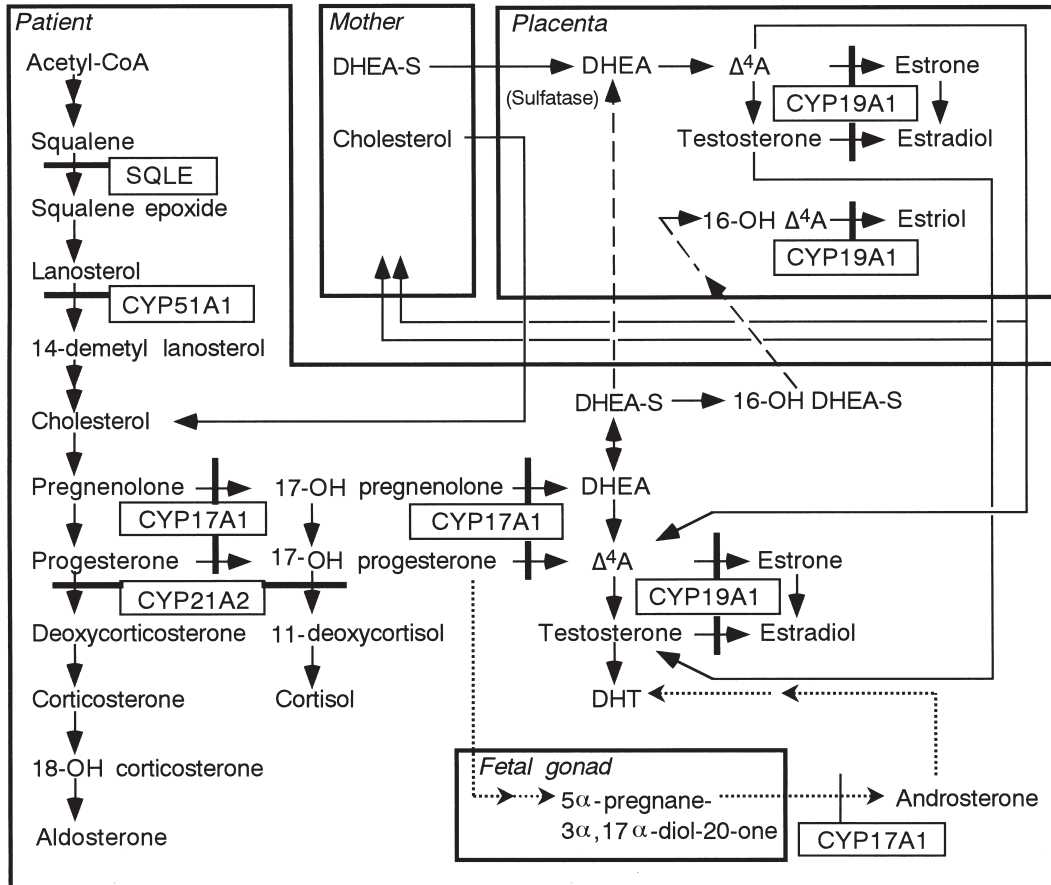 Patient
Mother
Placenta
Acetyl-CoA
Squalene
SQLE
Squalene epoxide
Lanosterol
CYP51A1
14-demetyl lanosterol
Cholesterol
DHEA-S
Cholesterol
DHEA
(Sulfatase)
Δ⁴A
Estrone
CYP19A1
Testosterone
Estradiol
16-OH Δ⁴A
Estriol
CYP19A1
DHEA-S
16-OH DHEA-S
Pregnenolone
17-OH pregnenolone
DHEA
CYP17A1
CYP17A1
Progesterone
17-OH progesterone
Δ⁴A
Estrone
CYP21A2
CYP19A1
Deoxycorticosterone
11-deoxycortisol
Testosterone
Estradiol
Corticosterone
Cortisol
DHT
18-OH corticosterone
Aldosterone
Fetal gonad
5α-pregnane-
3α,17α-diol-20-one
Androsterone
CYP17A1